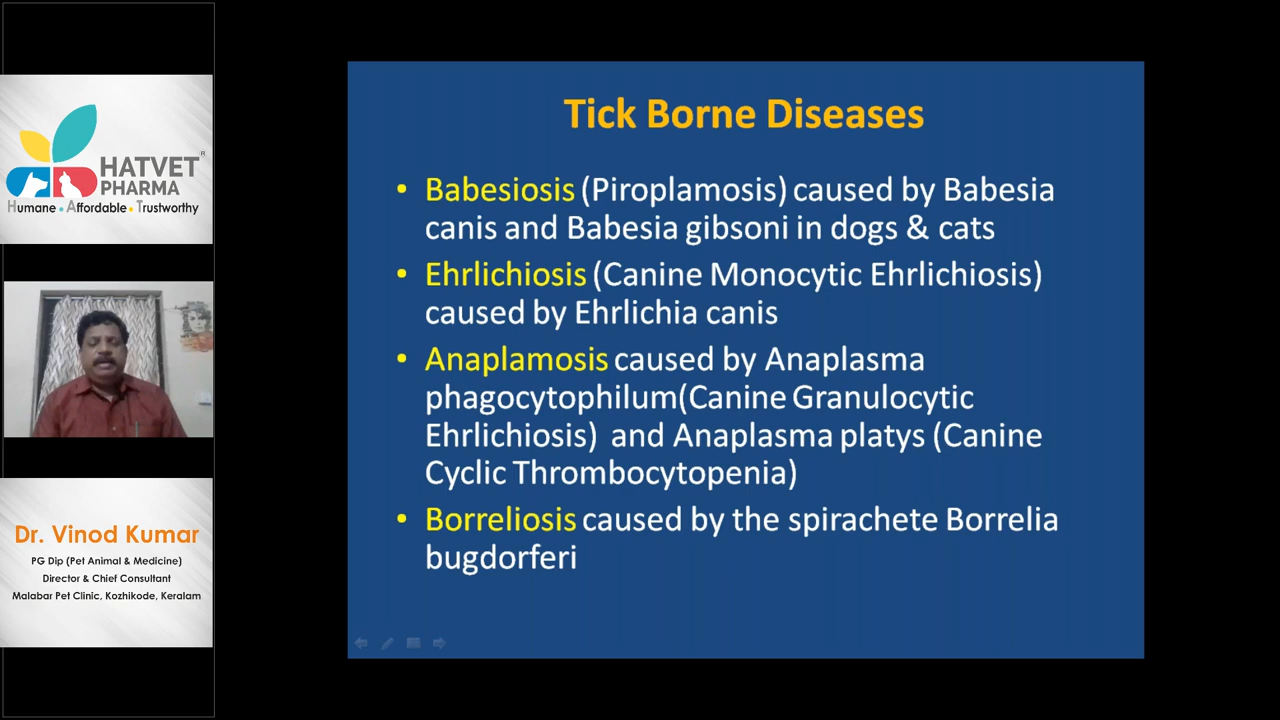 HATVET®
PHARMA
Humane • Affordable • Trustworthy
Dr. Vinod Kumar
PG Dip (Pet Animal & Medicine)
Director & Chief Consultant
Malabar Pet Clinic, Kozhikode, Keralam
Tick Borne Diseases
• Babesiosis (Piroplamosis) caused by Babesia
canis and Babesia gibsoni in dogs & cats
• Ehrlichiosis (Canine Monocytic Ehrlichiosis)
caused by Ehrlichia canis
• Anaplamosis caused by Anaplasma
phagocytophilum(Canine Granulocytic
Ehrlichiosis) and Anaplasma platys (Canine
Cyclic Thrombocytopenia)
• Borreliosis caused by the spirachete Borrelia
bugdorferi